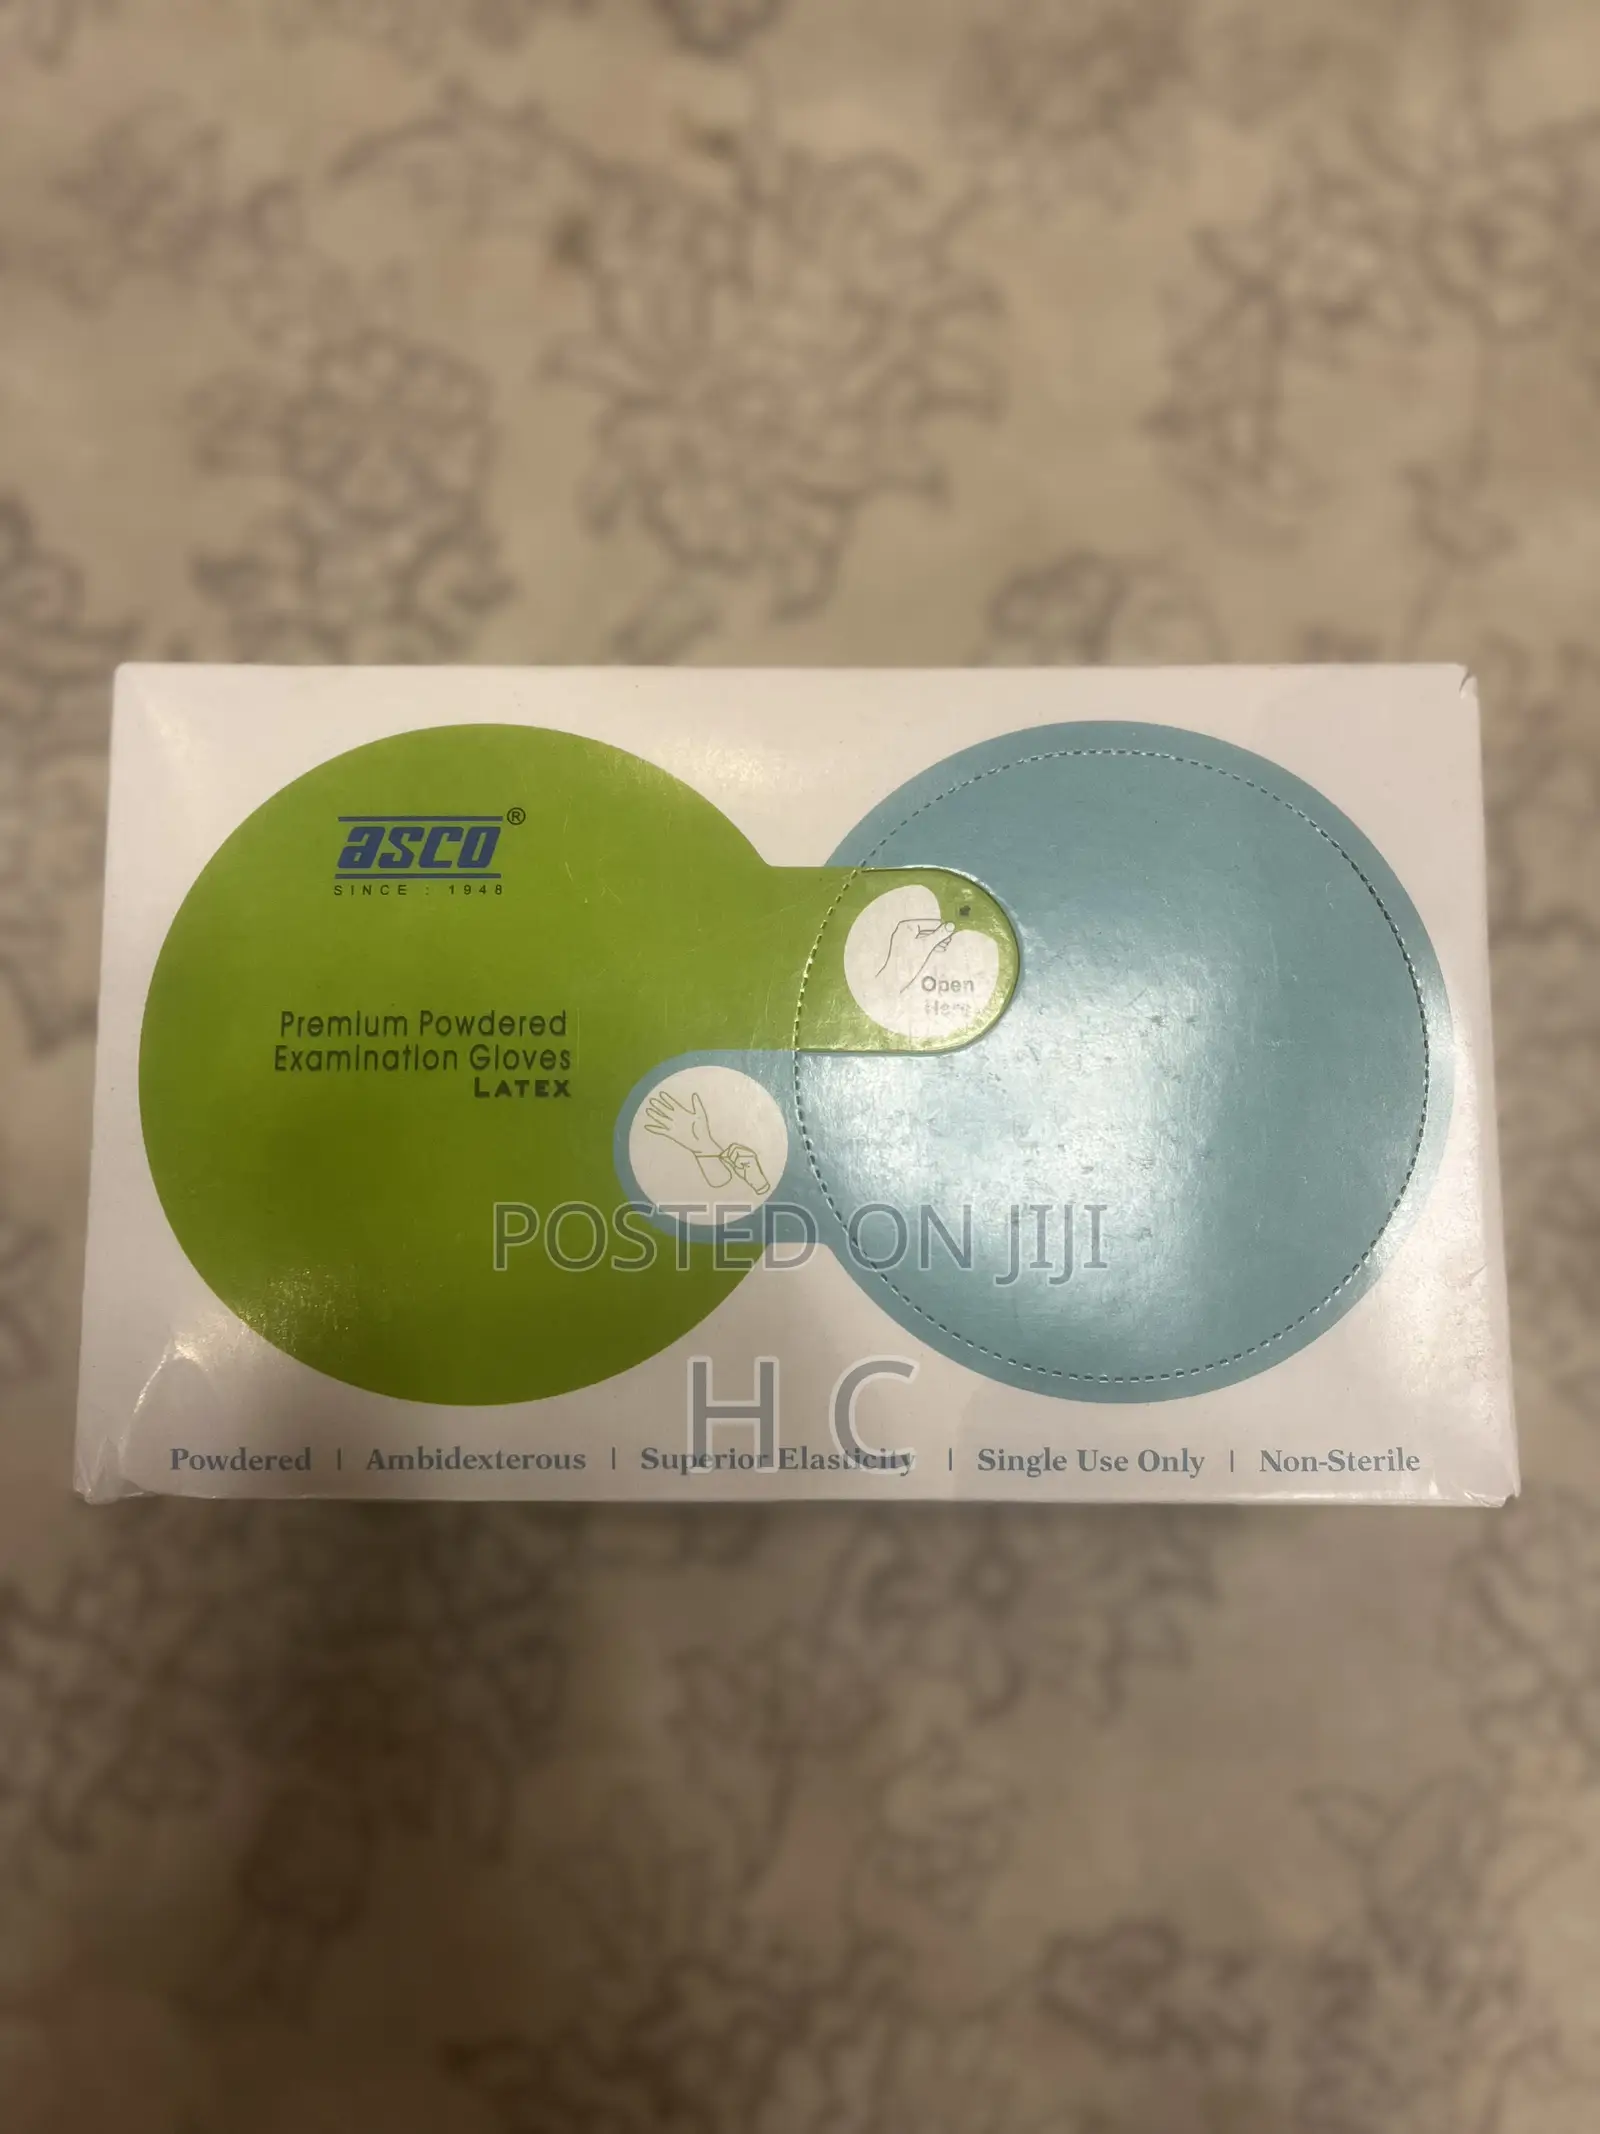 asco®
SINCE : 1948
Open
Here
Premium Powdered
Examination Gloves
LATEX
POSTED ON JIJI
H C
Powdered | Ambidexterous | Superior Elasticity | Single Use Only | Non-Sterile